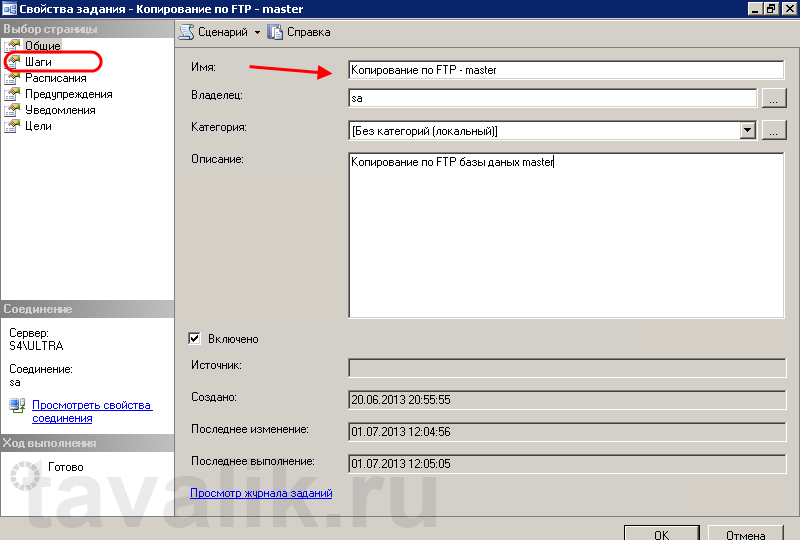 Свойства задания - Копирование по FTP - master
Выбор страницы
Общие
Шаги
Расписания
Предупреждения
Уведомления
Цели
Сценарий
Справка
Имя:
Копирование по FTP - master
Владелец:
sa
...
Категория:
[Без категорий (локальный)]
...
Описание:
Копирование по FTP базы даных master
Соединение
Сервер:
S4\ULTRA
Соединение:
sa
Просмотреть свойства
соединения
Ход выполнения
Готово
Включено
Источник:
Создано:
20.06.2013 20:55:55
Последнее изменение:
01.07.2013 12:04:56
Последнее выполнение:
01.07.2013 12:05:05
Просмотр журнала заданий
tavalik.ru
OK
Отмена